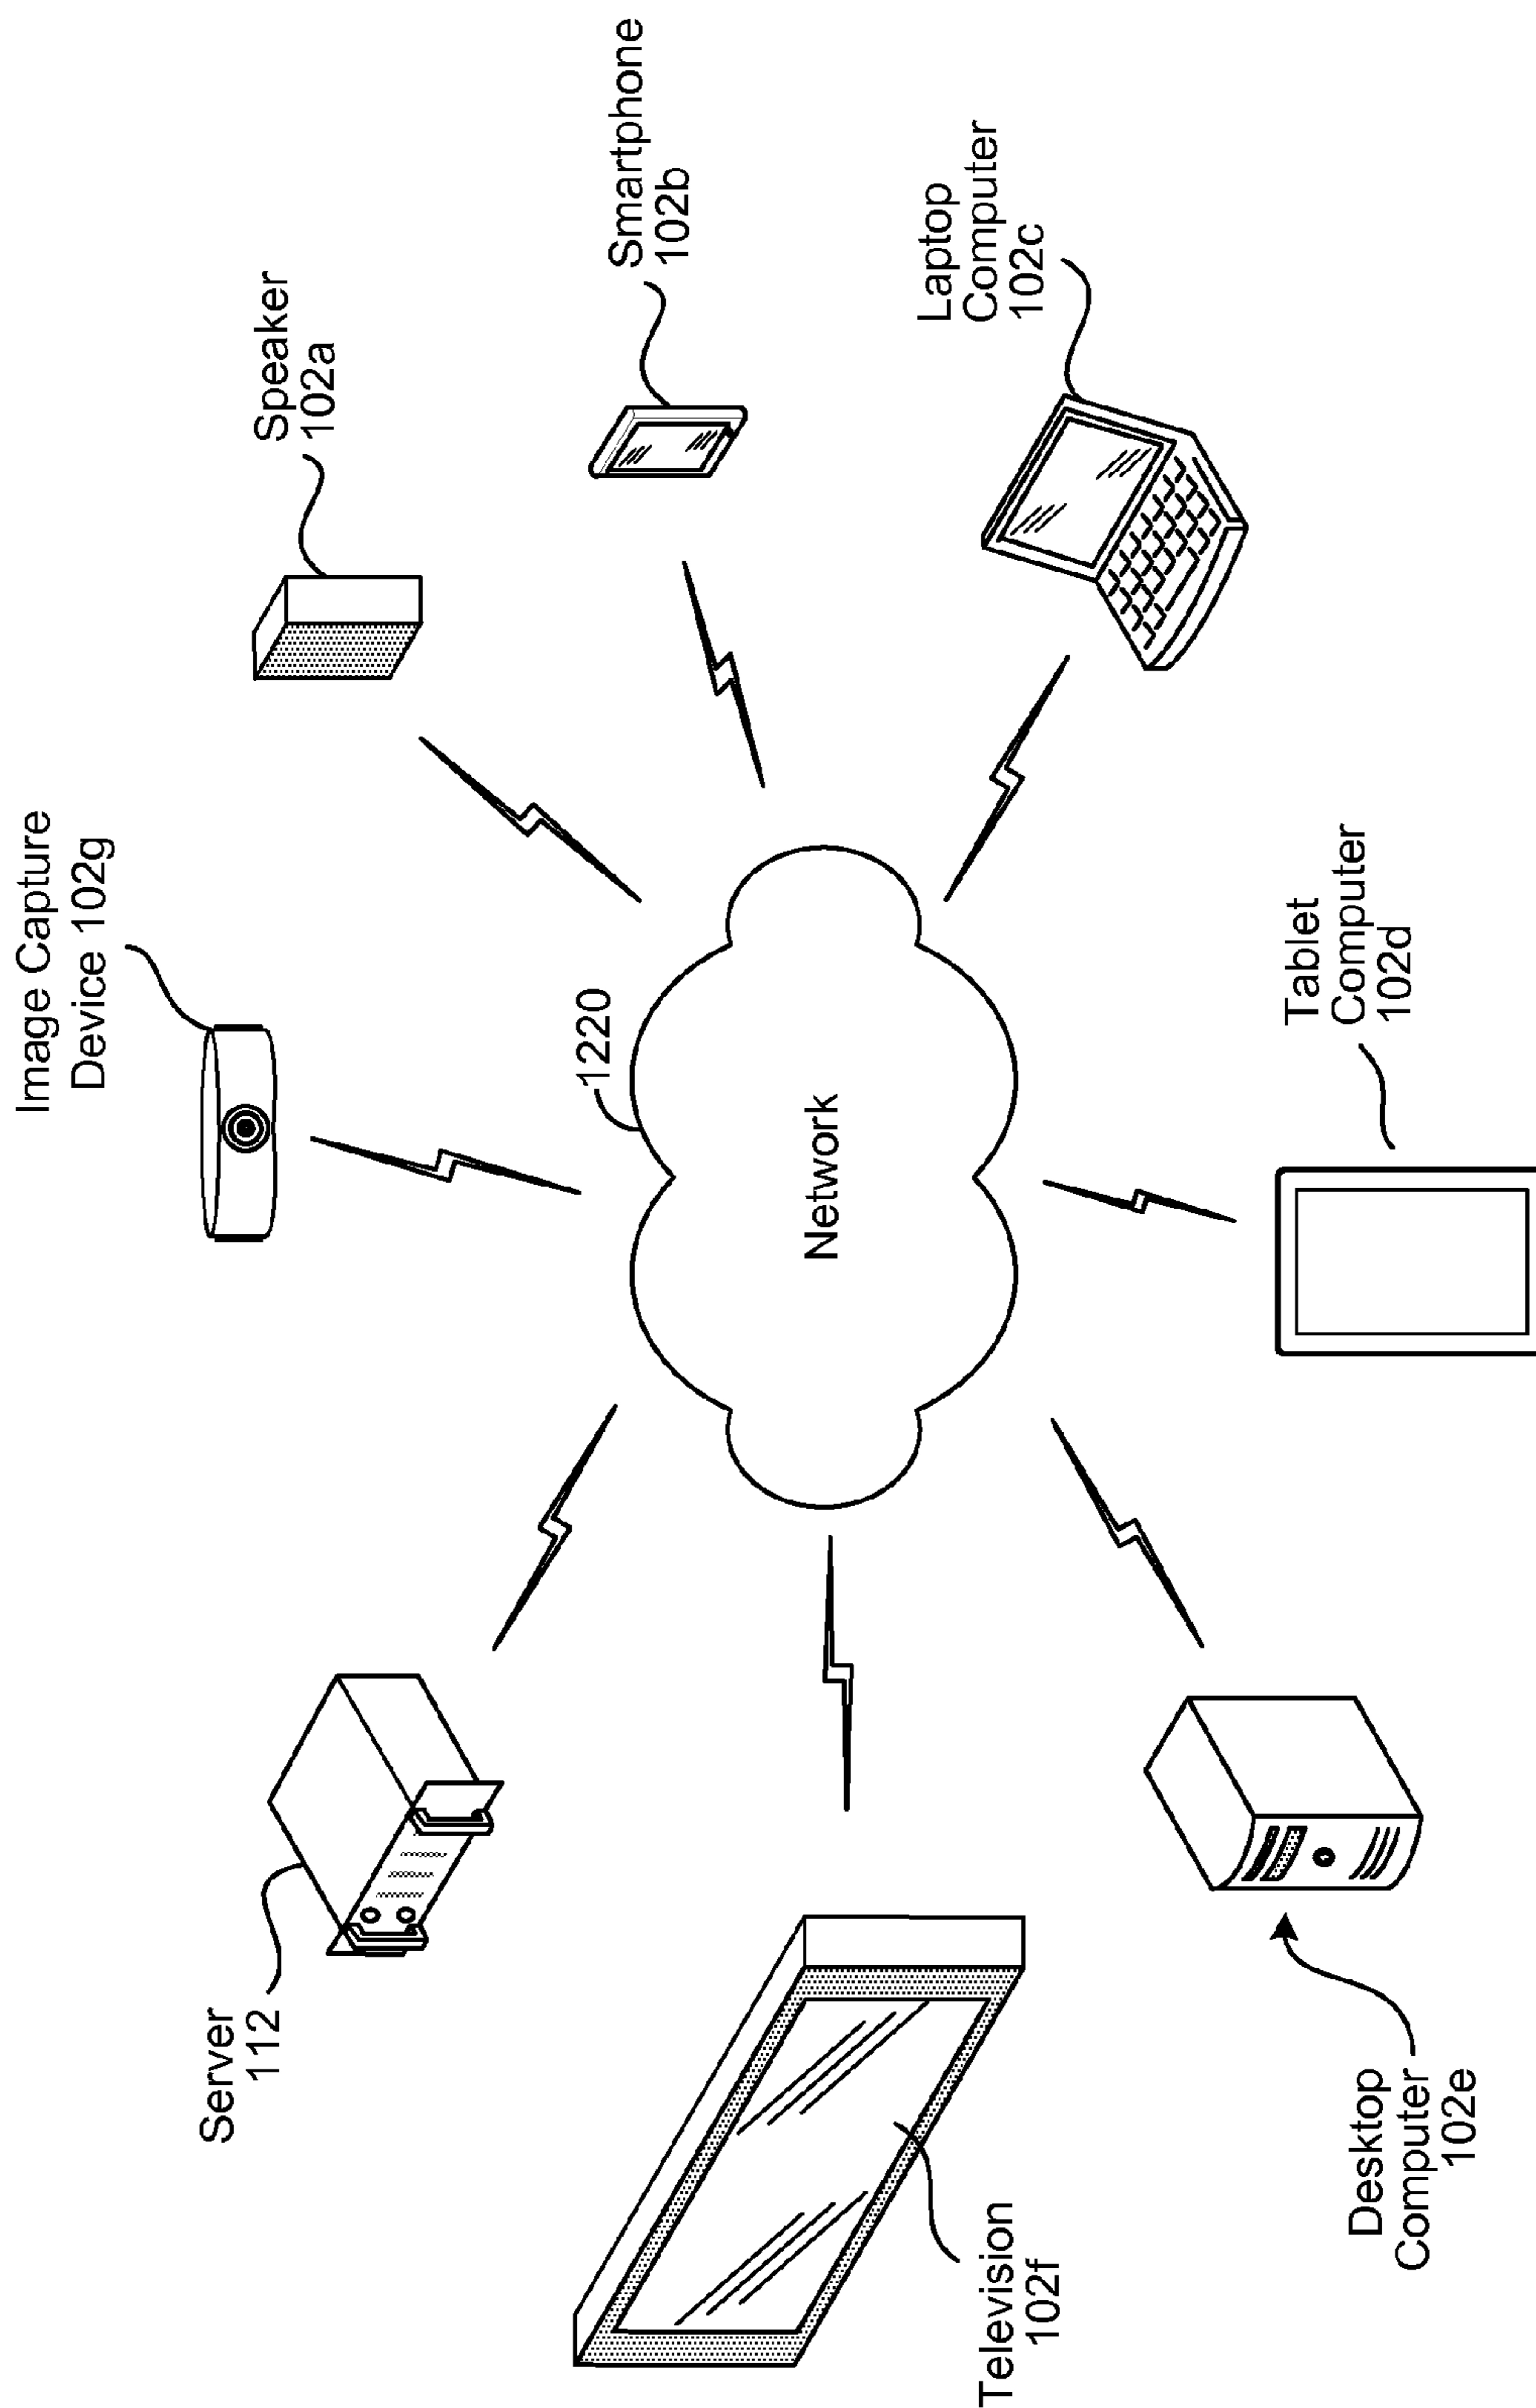 Image Capture
Device 102g
Speaker
102a
Server
112
1220
Smartphone
102b
Network
Television
102f
Laptop
Computer
102c
Tablet
Computer
102d
Desktop
Computer
102e